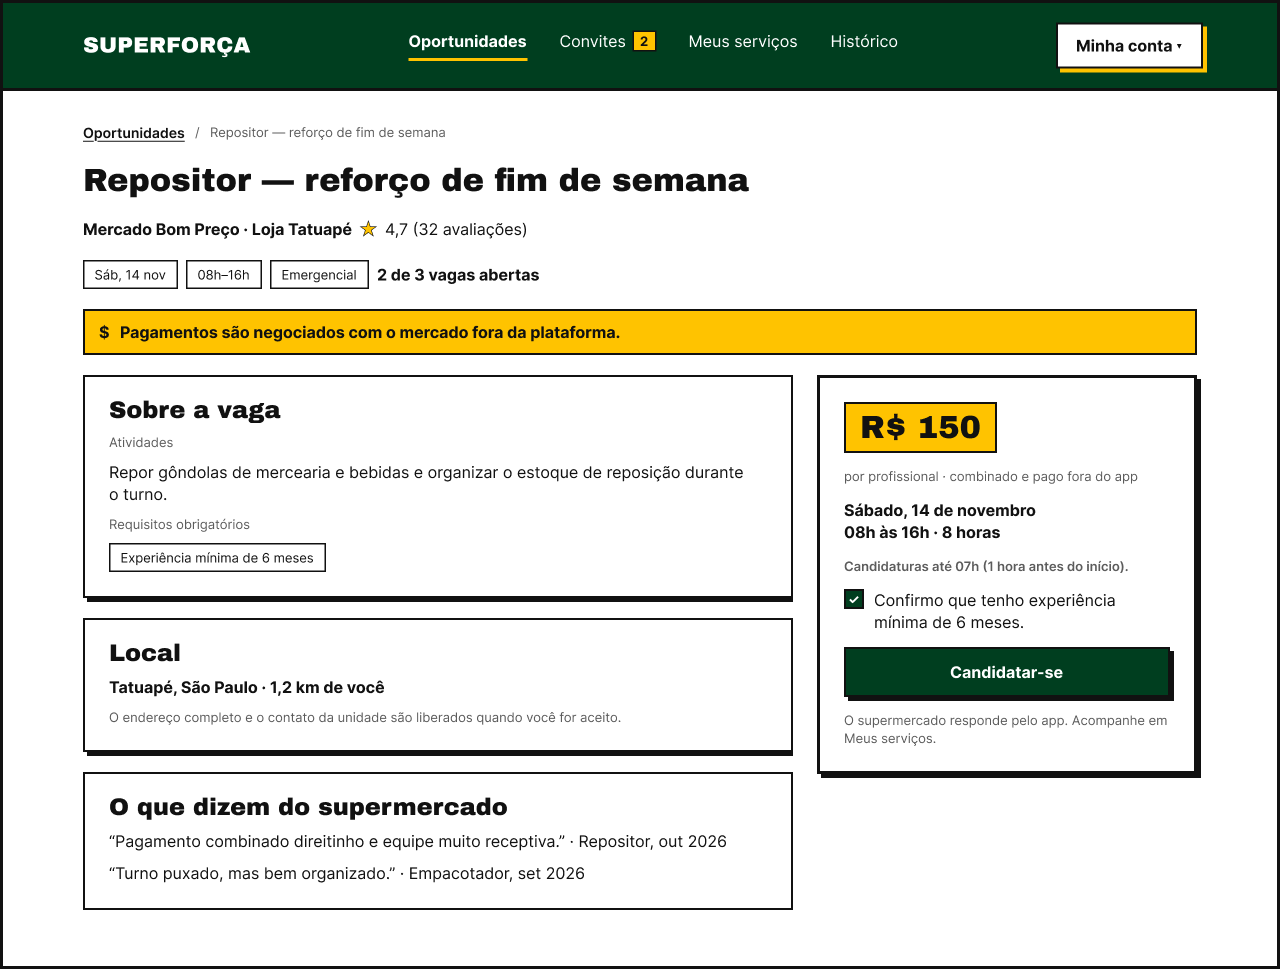 SUPERFORÇA
Oportunidades
Convites 2
Meus serviços
Histórico
Minha conta ▾
Oportunidades / Repositor — reforço de fim de semana
Repositor — reforço de fim de semana
Mercado Bom Preço · Loja Tatuapé ★ 4,7 (32 avaliações)
Sáb, 14 nov
08h–16h
Emergencial
2 de 3 vagas abertas
$ Pagamentos são negociados com o mercado fora da plataforma.
Sobre a vaga
Atividades
Repor gôndolas de mercearia e bebidas e organizar o estoque de reposição durante
o turno.
Requisitos obrigatórios
Experiência mínima de 6 meses
Local
Tatuapé, São Paulo · 1,2 km de você
O endereço completo e o contato da unidade são liberados quando você for aceito.
O que dizem do supermercado
“Pagamento combinado direitinho e equipe muito receptiva.” · Repositor, out 2026
“Turno puxado, mas bem organizado.” · Empacotador, set 2026
R$ 150
por profissional · combinado e pago fora do app
Sábado, 14 de novembro
08h às 16h · 8 horas
Candidaturas até 07h (1 hora antes do início).
Confirmo que tenho experiência
mínima de 6 meses.
Candidatar-se
O supermercado responde pelo app. Acompanhe em
Meus serviços.